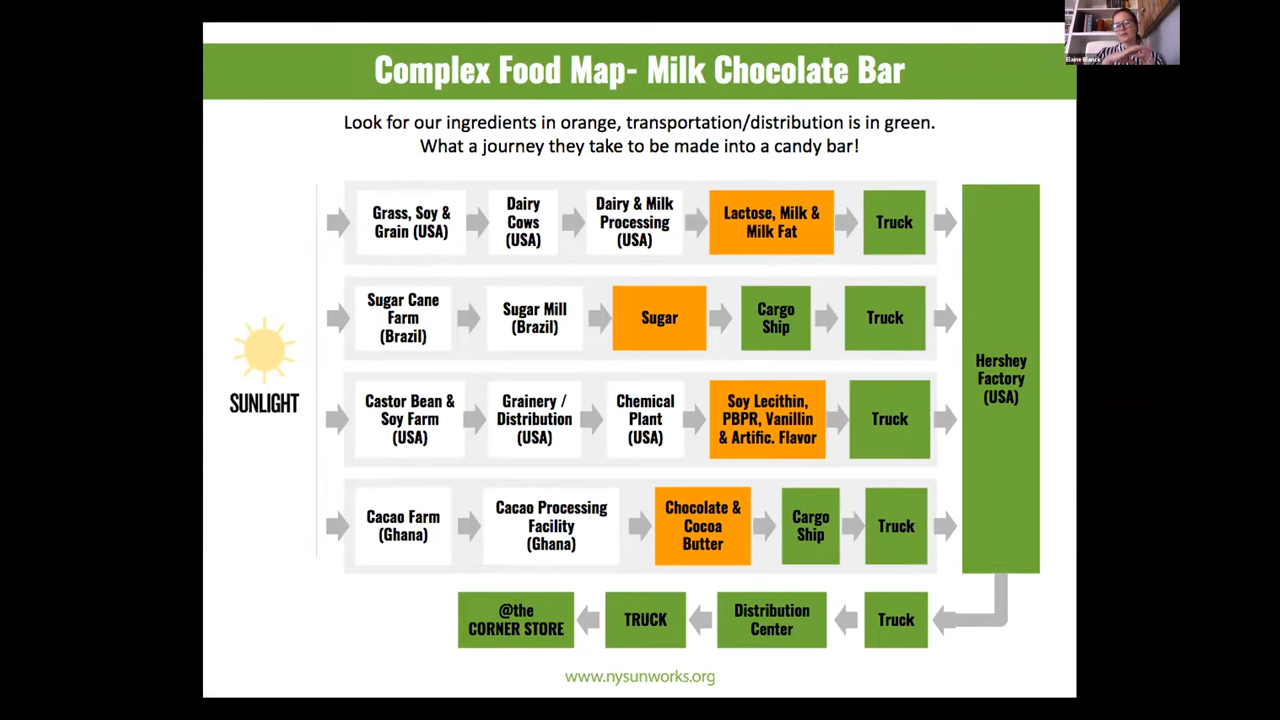 Complex Food Map- Milk Chocolate Bar
Elaine Blanck
Look for our ingredients in orange, transportation/distribution is in green.
What a journey they take to be made into a candy bar!
SUNLIGHT
Grass, Soy &
Grain (USA)
Dairy
Cows
(USA)
Dairy & Milk
Processing
(USA)
Lactose, Milk &
Milk Fat
Truck
Sugar Cane
Farm
(Brazil)
Sugar Mill
(Brazil)
Sugar
Cargo
Ship
Truck
Castor Bean &
Soy Farm
(USA)
Grainery /
Distribution
(USA)
Chemical
Plant
(USA)
Soy Lecithin,
PBPR, Vanillin
& Artific. Flavor
Truck
Cacao Farm
(Ghana)
Cacao Processing
Facility
(Ghana)
Chocolate &
Cocoa
Butter
Cargo
Ship
Truck
Hershey
Factory
(USA)
Truck
Distribution
Center
TRUCK
@the
CORNER STORE
www.nysunworks.org